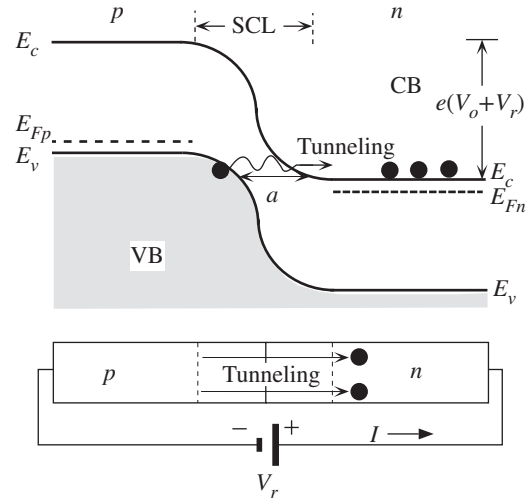 p
SCL
n
E_c
CB
e(V_o+V_r)
E_Fp
E_v
Tunneling
a
E_c
E_Fn
VB
E_v
p
Tunneling
n
− +
I
V_r